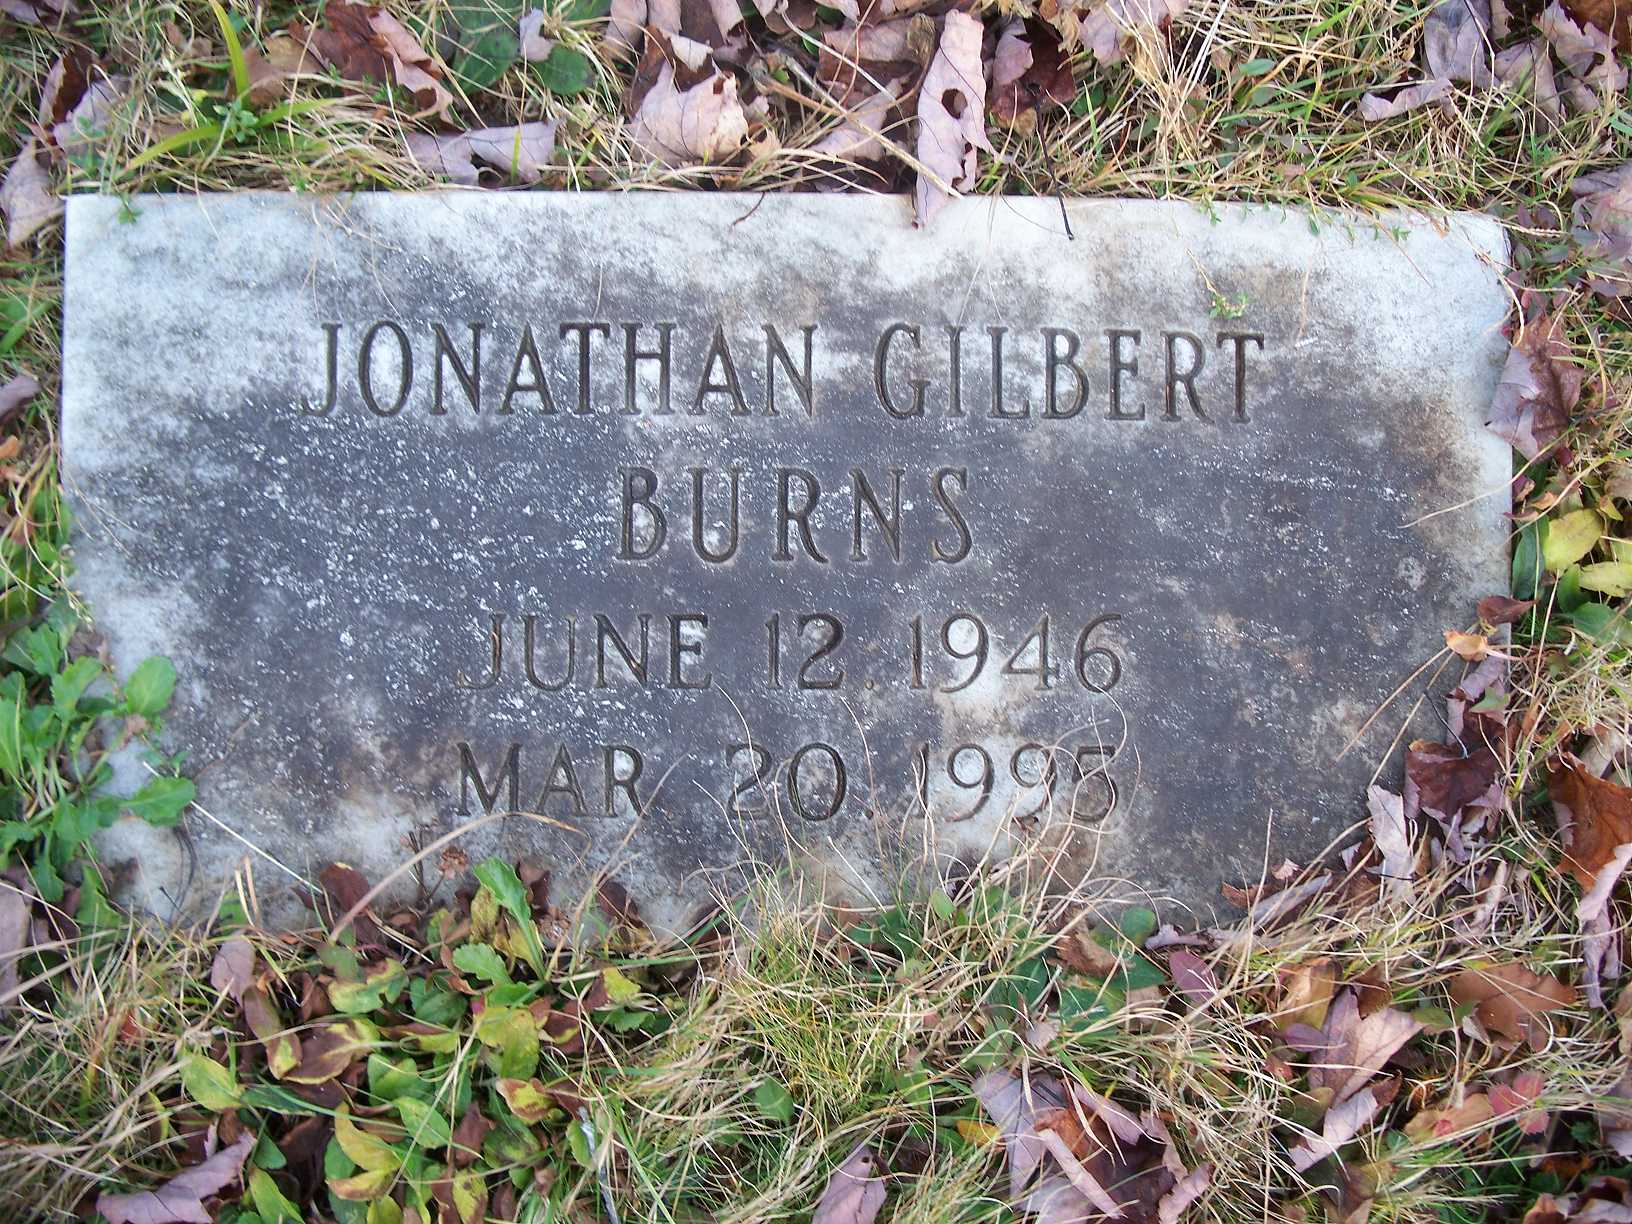 JONATHAN GILBERT
BURNS
JUNE 12. 1946
MAR 20. 1995